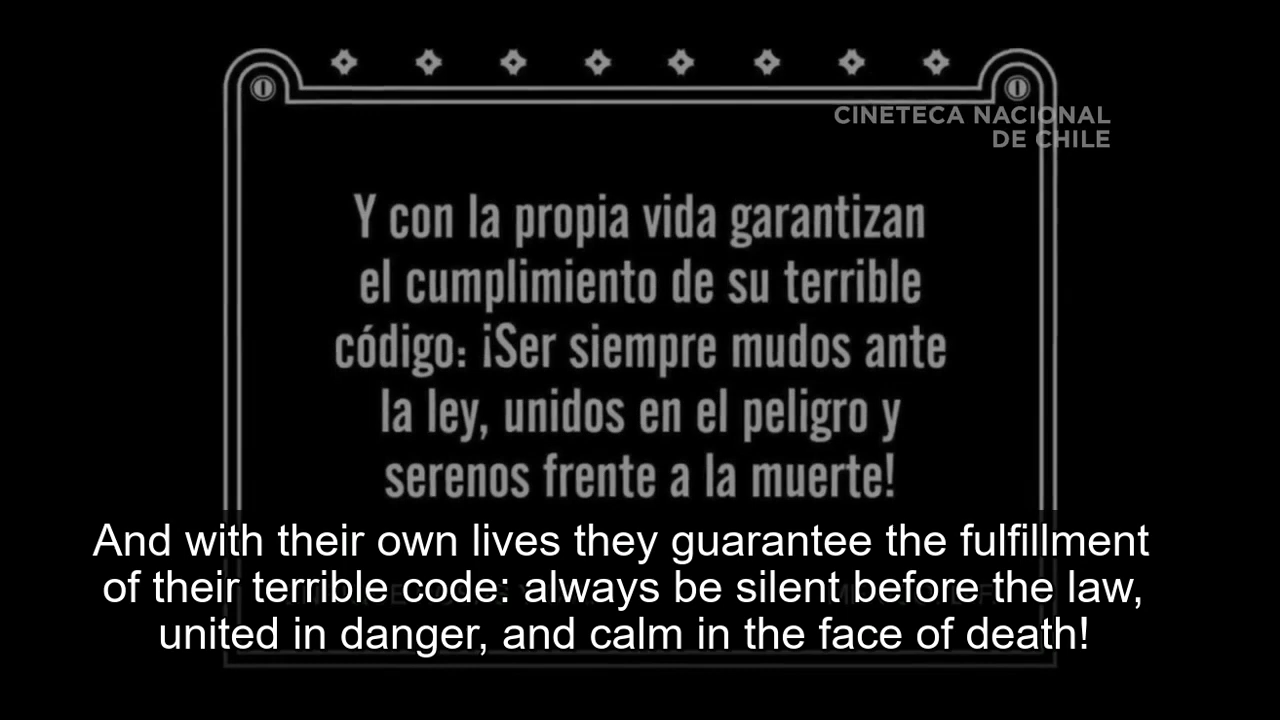 CINETECA NACIONAL
DE CHILE
Y con la propia vida garantizan
el cumplimiento de su terrible
código: ¡Ser siempre mudos ante
la ley, unidos en el peligro y
serenos frente a la muerte!
And with their own lives they guarantee the fulfillment
of their terrible code: always be silent before the law,
united in danger, and calm in the face of death!